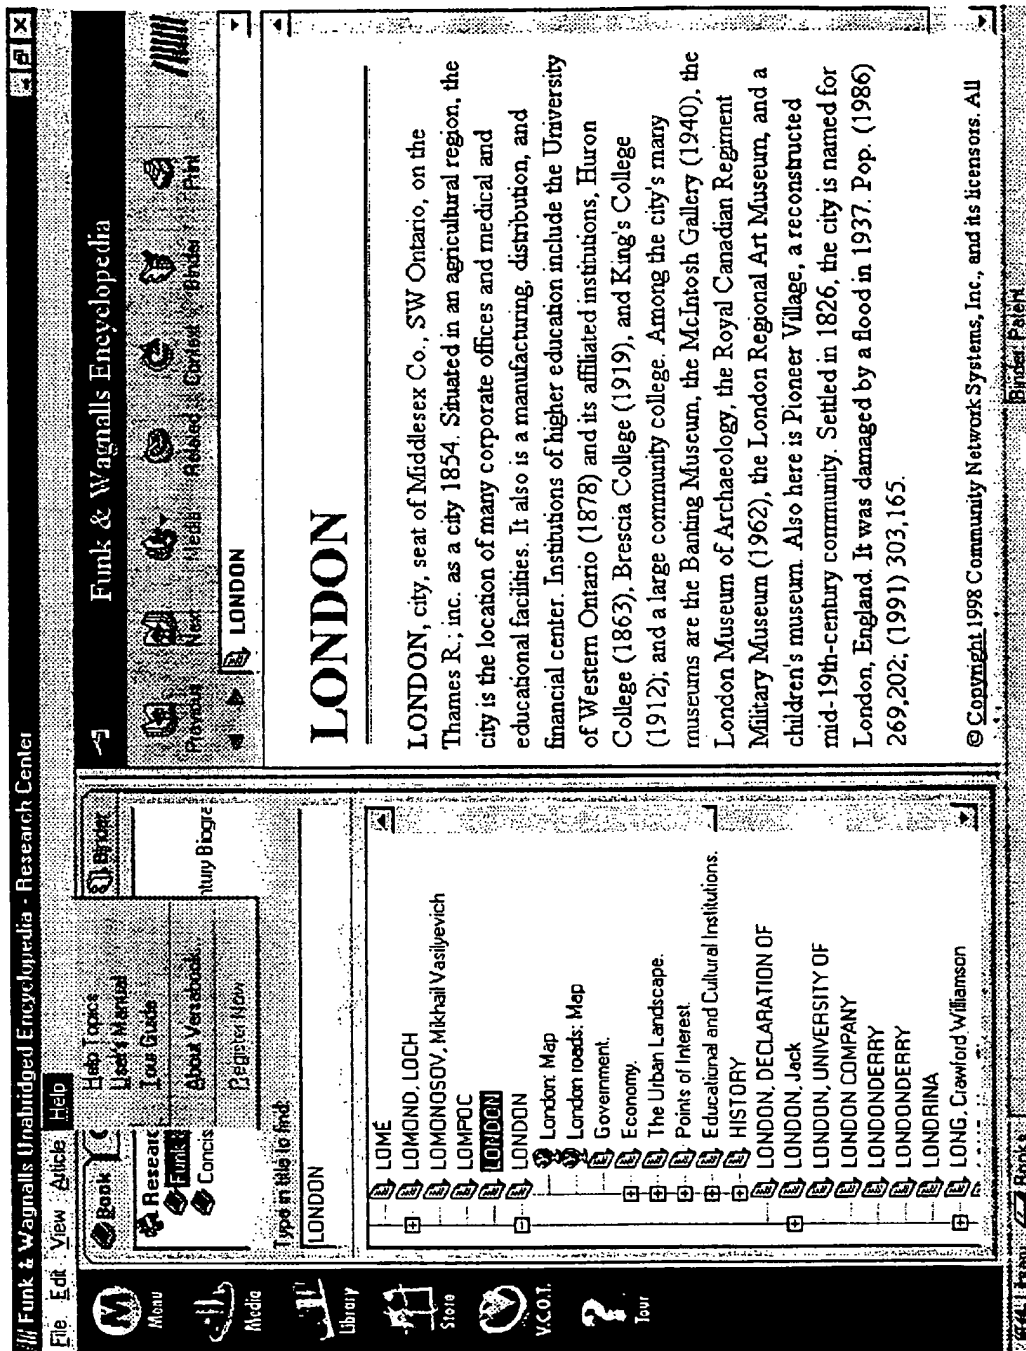 Funk & Wagnalls Unabridged Encyclopedia - Research Center
File Edit View Article Help
Help Topics
User's Manual
Tour Guide
About Versabook...
Register Now
Menu
Media
Library
Store
V.C.O.T.
Tour
Book
Binder
Researc
Funk
Concis
ntury Biogra
Type in title to find:
LONDON
LOMÉ
LOMOND, LOCH
LOMONOSOV, Mikhail Vasilyevich
LOMPOC
LONDON
LONDON
London: Map
London roads: Map
Government.
Economy.
The Urban Landscape.
Points of Interest.
Educational and Cultural Institutions.
HISTORY
LONDON, DECLARATION OF
LONDON, Jack
LONDON, UNIVERSITY OF
LONDON COMPANY
LONDONDERRY
LONDONDERRY
LONDRINA
LONG, Crawford Williamson
Funk & Wagnalls Encyclopedia
Previous Next Media Related Context Binder Print
LONDON
LONDON
LONDON, city, seat of Middlesex Co., SW Ontario, on the
Thames R.; inc. as a city 1854. Situated in an agricultural region, the
city is the location of many corporate offices and medical and
educational facilities. It also is a manufacturing, distribution, and
financial center. Institutions of higher education include the University
of Western Ontario (1878) and its affiliated institutions, Huron
College (1863), Brescia College (1919), and King's College
(1912); and a large community college. Among the city's many
museums are the Banting Museum, the McIntosh Gallery (1940), the
London Museum of Archaeology, the Royal Canadian Regiment
Military Museum (1962), the London Regional Art Museum, and a
children's museum. Also here is Pioneer Village, a reconstructed
mid-19th-century community. Settled in 1826, the city is named for
London, England. It was damaged by a flood in 1937. Pop. (1986)
269,202; (1991) 303,165.
© Copyright 1998 Community Network Systems, Inc., and its licensors. All
Binder: Patent